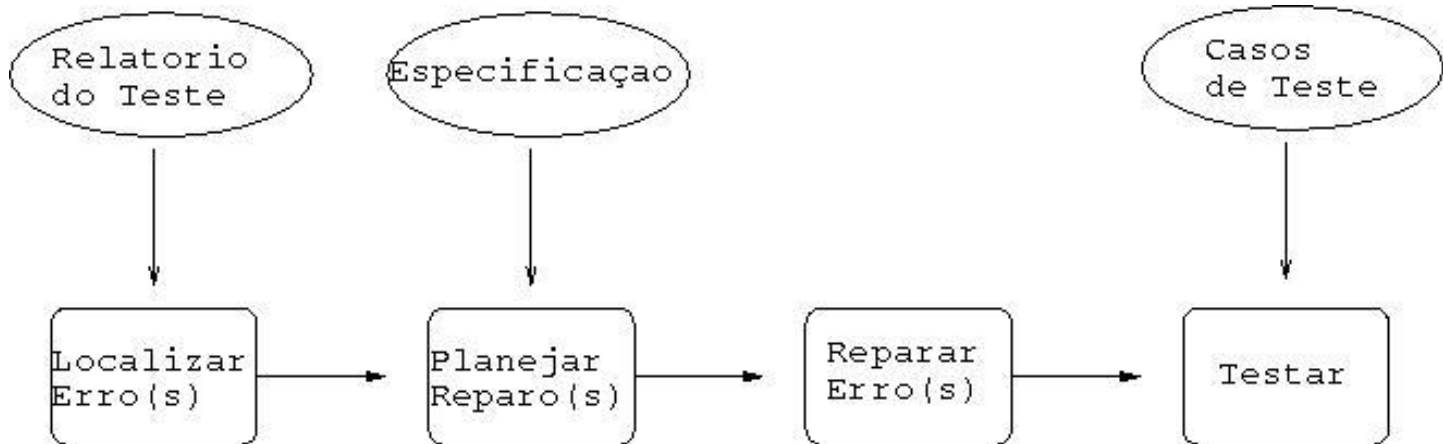 Relatorio
do Teste
Especificaçao
Casos
de Teste
Localizar
Erro(s)
Planejar
Reparo(s)
Reparar
Erro(s)
Testar